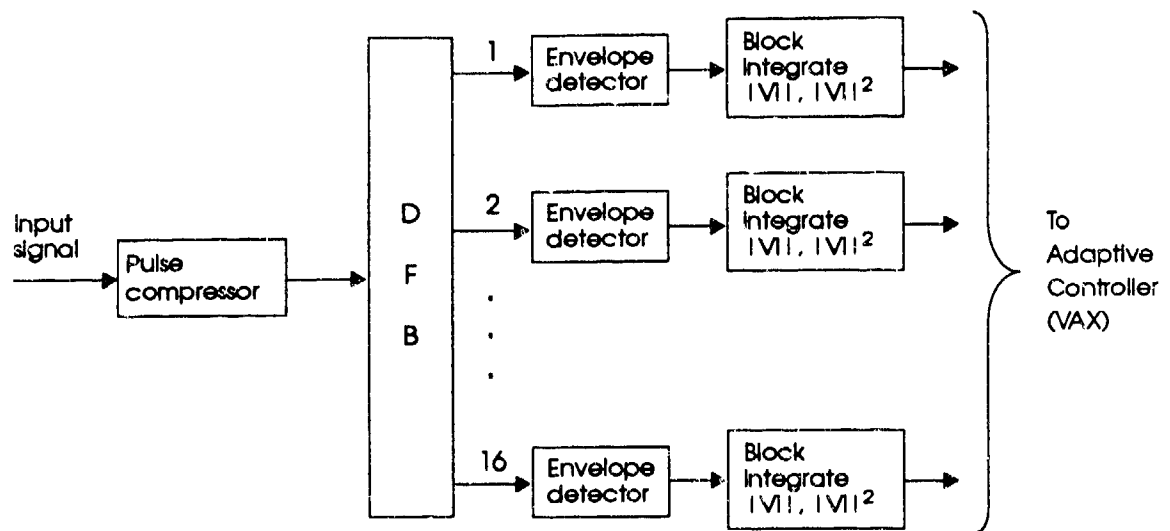 Input
signal
Pulse
compressor
D
F
B
1
Envelope
detector
Block
Integrate
|V||, |V||²
2
Envelope
detector
Block
Integrate
|V||, |V||²
.
.
.
16
Envelope
detector
Block
Integrate
|V||, |V||²
To
Adaptive
Controller
(VAX)